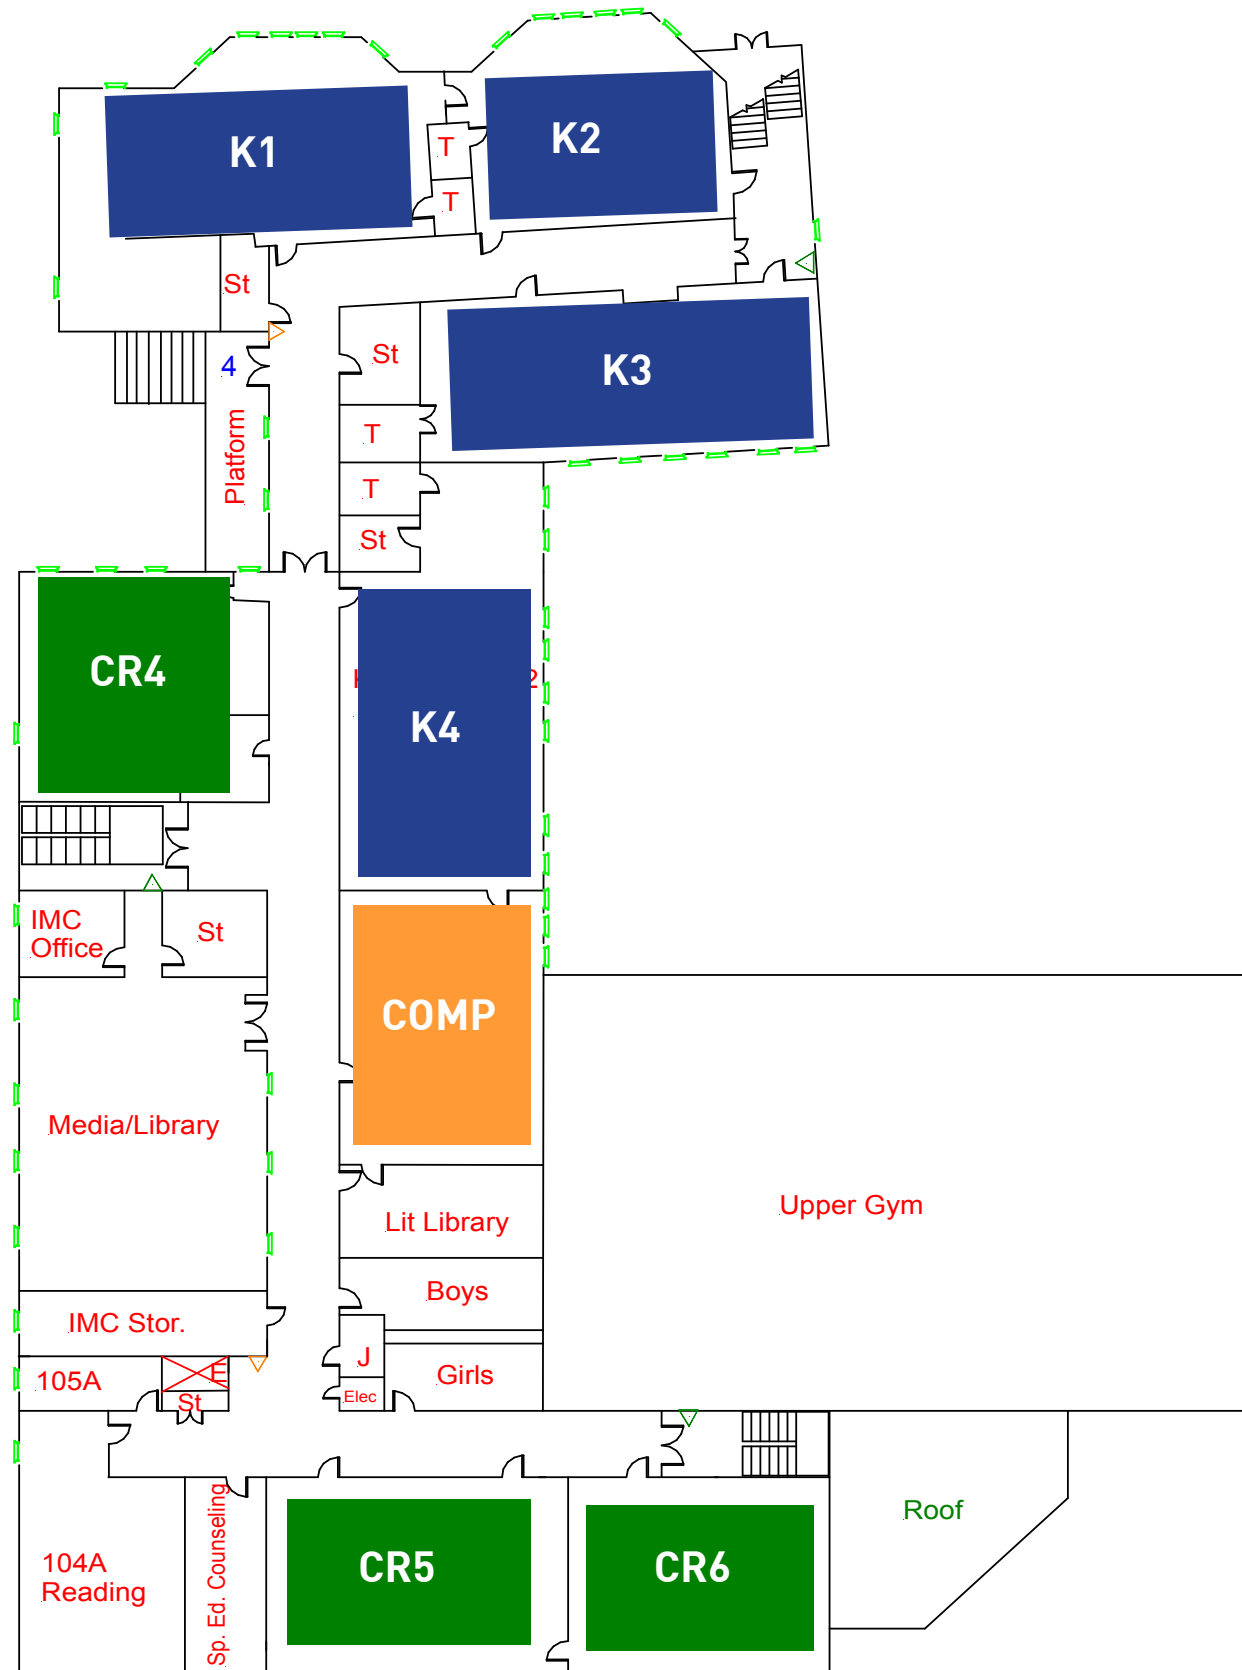 K1
K2
T
T
St
K3
St
4
Platform
T
T
St
CR4
2
K4
IMC
Office
St
COMP
Media/Library
Upper Gym
Lit Library
Boys
IMC Stor.
J
E
105A
Girls
St
Elec
Roof
104A
Reading
Sp. Ed. Counseling
CR5
CR6